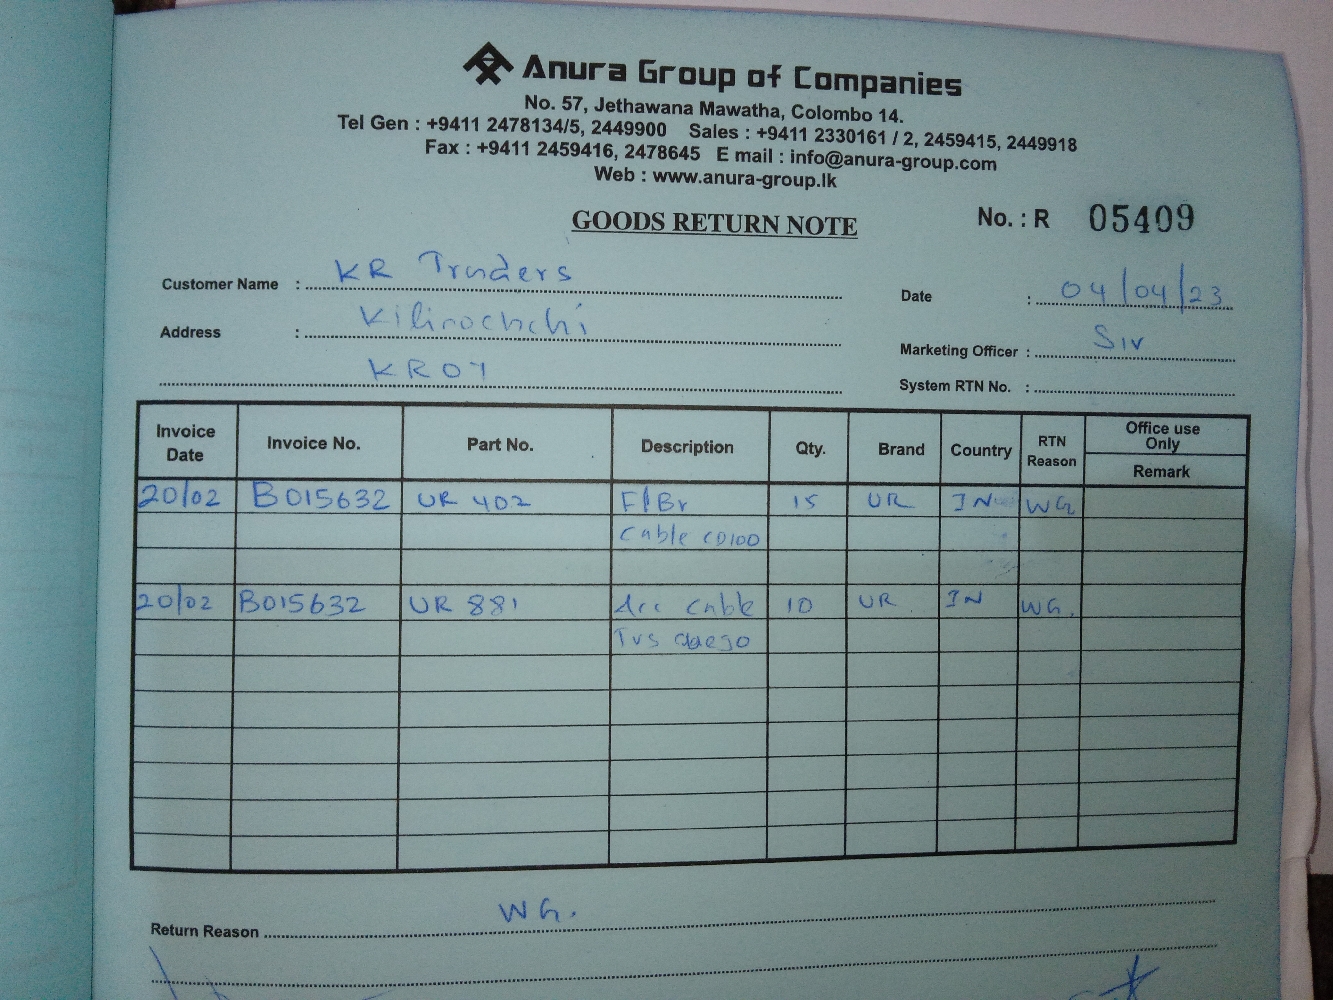 Anura Group of Companies
No. 57, Jethawana Mawatha, Colombo 14.
Tel Gen : +9411 2478134/5, 2449900 Sales : +9411 2330161 / 2, 2459415, 2449918
Fax : +9411 2459416, 2478645 E mail : info@anura-group.com
Web : www.anura-group.lk
GOODS RETURN NOTE No. : R 05409
Customer Name : KR Traders
Date : 04/04/23
Address : Kilinochchi
Marketing Officer : Siv
KR07
System RTN No. :
Invoice Date Invoice No. Part No. Description Qty. Brand Country RTN Reason Office use Only Remark
20/02 B015632 UR 402 F/Br 15 UR IN WG
Cable CD100
20/02 B015632 UR 881 Acc Cable 10 UR IN WG.
TVS
Return Reason WG.